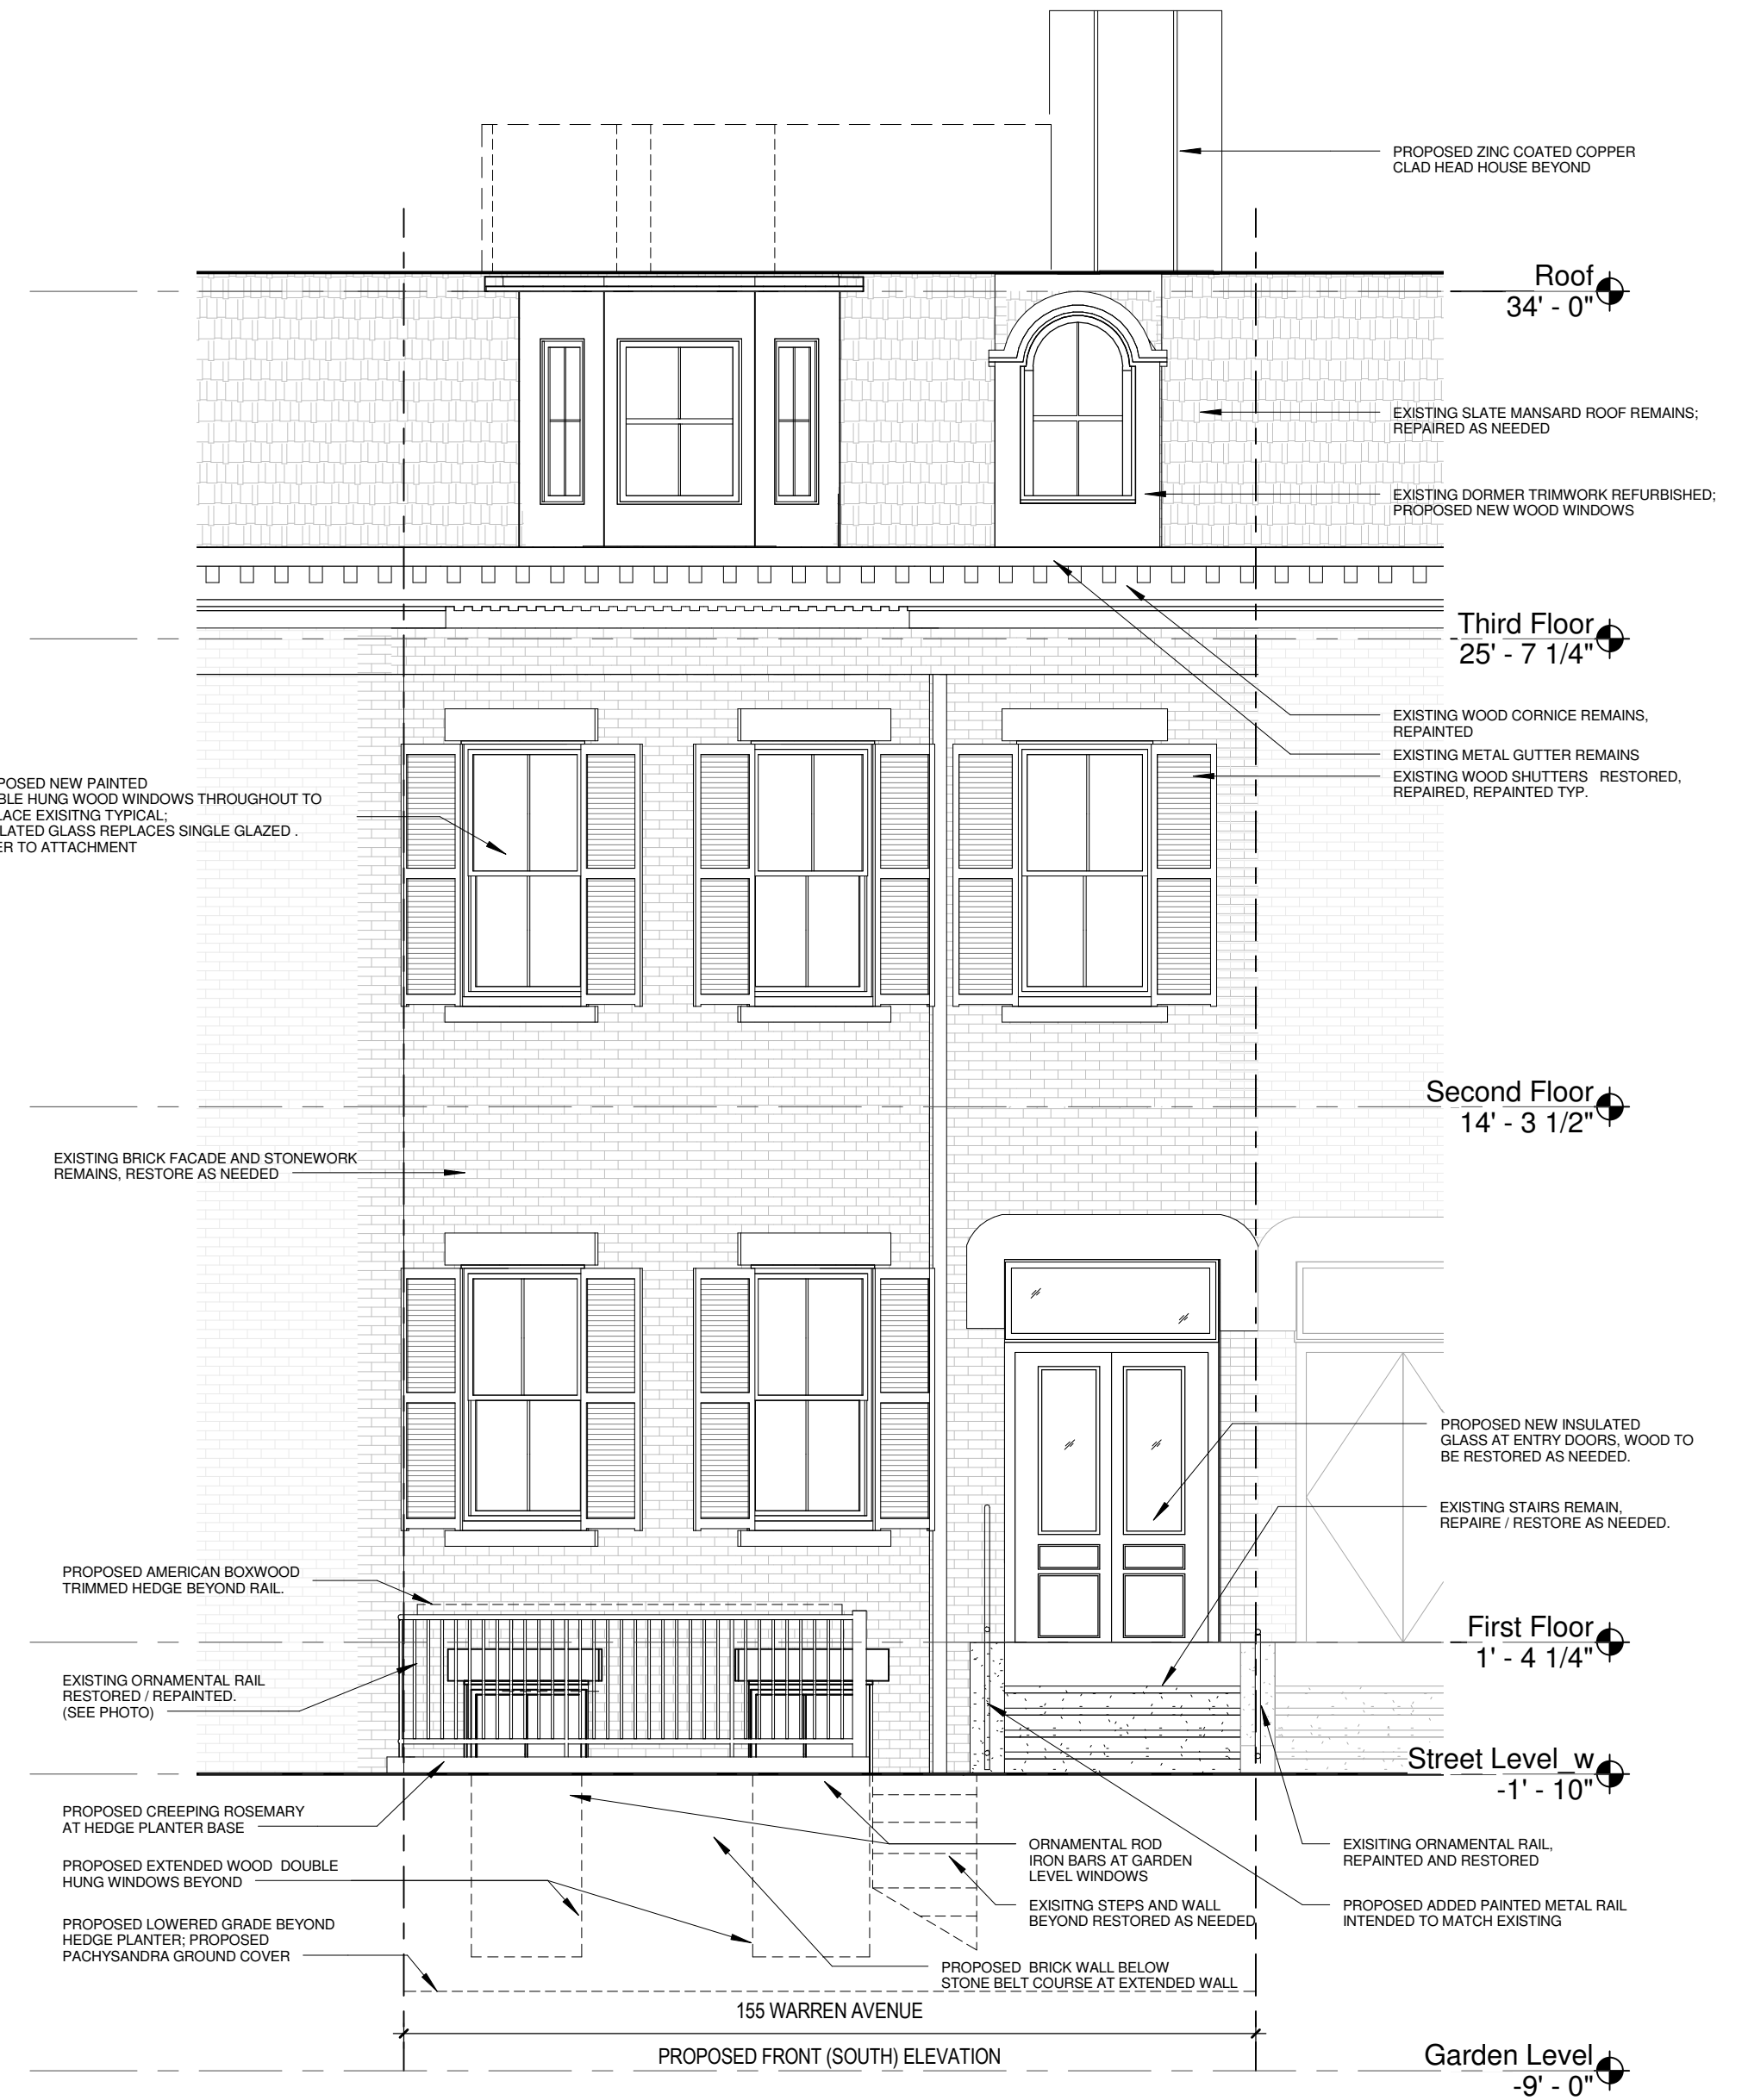 PROPOSED ZINC COATED COPPER
CLAD HEAD HOUSE BEYOND
Roof
34' - 0"
EXISTING SLATE MANSARD ROOF REMAINS;
REPAIRED AS NEEDED
EXISTING DORMER TRIMWORK REFURBISHED;
PROPOSED NEW WOOD WINDOWS
Third Floor
25' - 7 1/4"
EXISTING WOOD CORNICE REMAINS,
REPAINTED
EXISTING METAL GUTTER REMAINS
EXISTING WOOD SHUTTERS RESTORED,
REPAIRED, REPAINTED TYP.
POSED NEW PAINTED
BLE HUNG WOOD WINDOWS THROUGHOUT TO
LACE EXISITNG TYPICAL;
LATED GLASS REPLACES SINGLE GLAZED .
ER TO ATTACHMENT
Second Floor
14' - 3 1/2"
EXISTING BRICK FACADE AND STONEWORK
REMAINS, RESTORE AS NEEDED
PROPOSED NEW INSULATED
GLASS AT ENTRY DOORS, WOOD TO
BE RESTORED AS NEEDED.
EXISTING STAIRS REMAIN,
REPAIRE / RESTORE AS NEEDED.
PROPOSED AMERICAN BOXWOOD
TRIMMED HEDGE BEYOND RAIL.
First Floor
1' - 4 1/4"
EXISTING ORNAMENTAL RAIL
RESTORED / REPAINTED.
(SEE PHOTO)
Street Level_w
-1' - 10"
PROPOSED CREEPING ROSEMARY
AT HEDGE PLANTER BASE
PROPOSED EXTENDED WOOD DOUBLE
HUNG WINDOWS BEYOND
PROPOSED LOWERED GRADE BEYOND
HEDGE PLANTER; PROPOSED
PACHYSANDRA GROUND COVER
ORNAMENTAL ROD
IRON BARS AT GARDEN
LEVEL WINDOWS
EXISITNG STEPS AND WALL
BEYOND RESTORED AS NEEDED
PROPOSED BRICK WALL BELOW
STONE BELT COURSE AT EXTENDED WALL
EXISITING ORNAMENTAL RAIL,
REPAINTED AND RESTORED
PROPOSED ADDED PAINTED METAL RAIL
INTENDED TO MATCH EXISTING
155 WARREN AVENUE
PROPOSED FRONT (SOUTH) ELEVATION
Garden Level
-9' - 0"